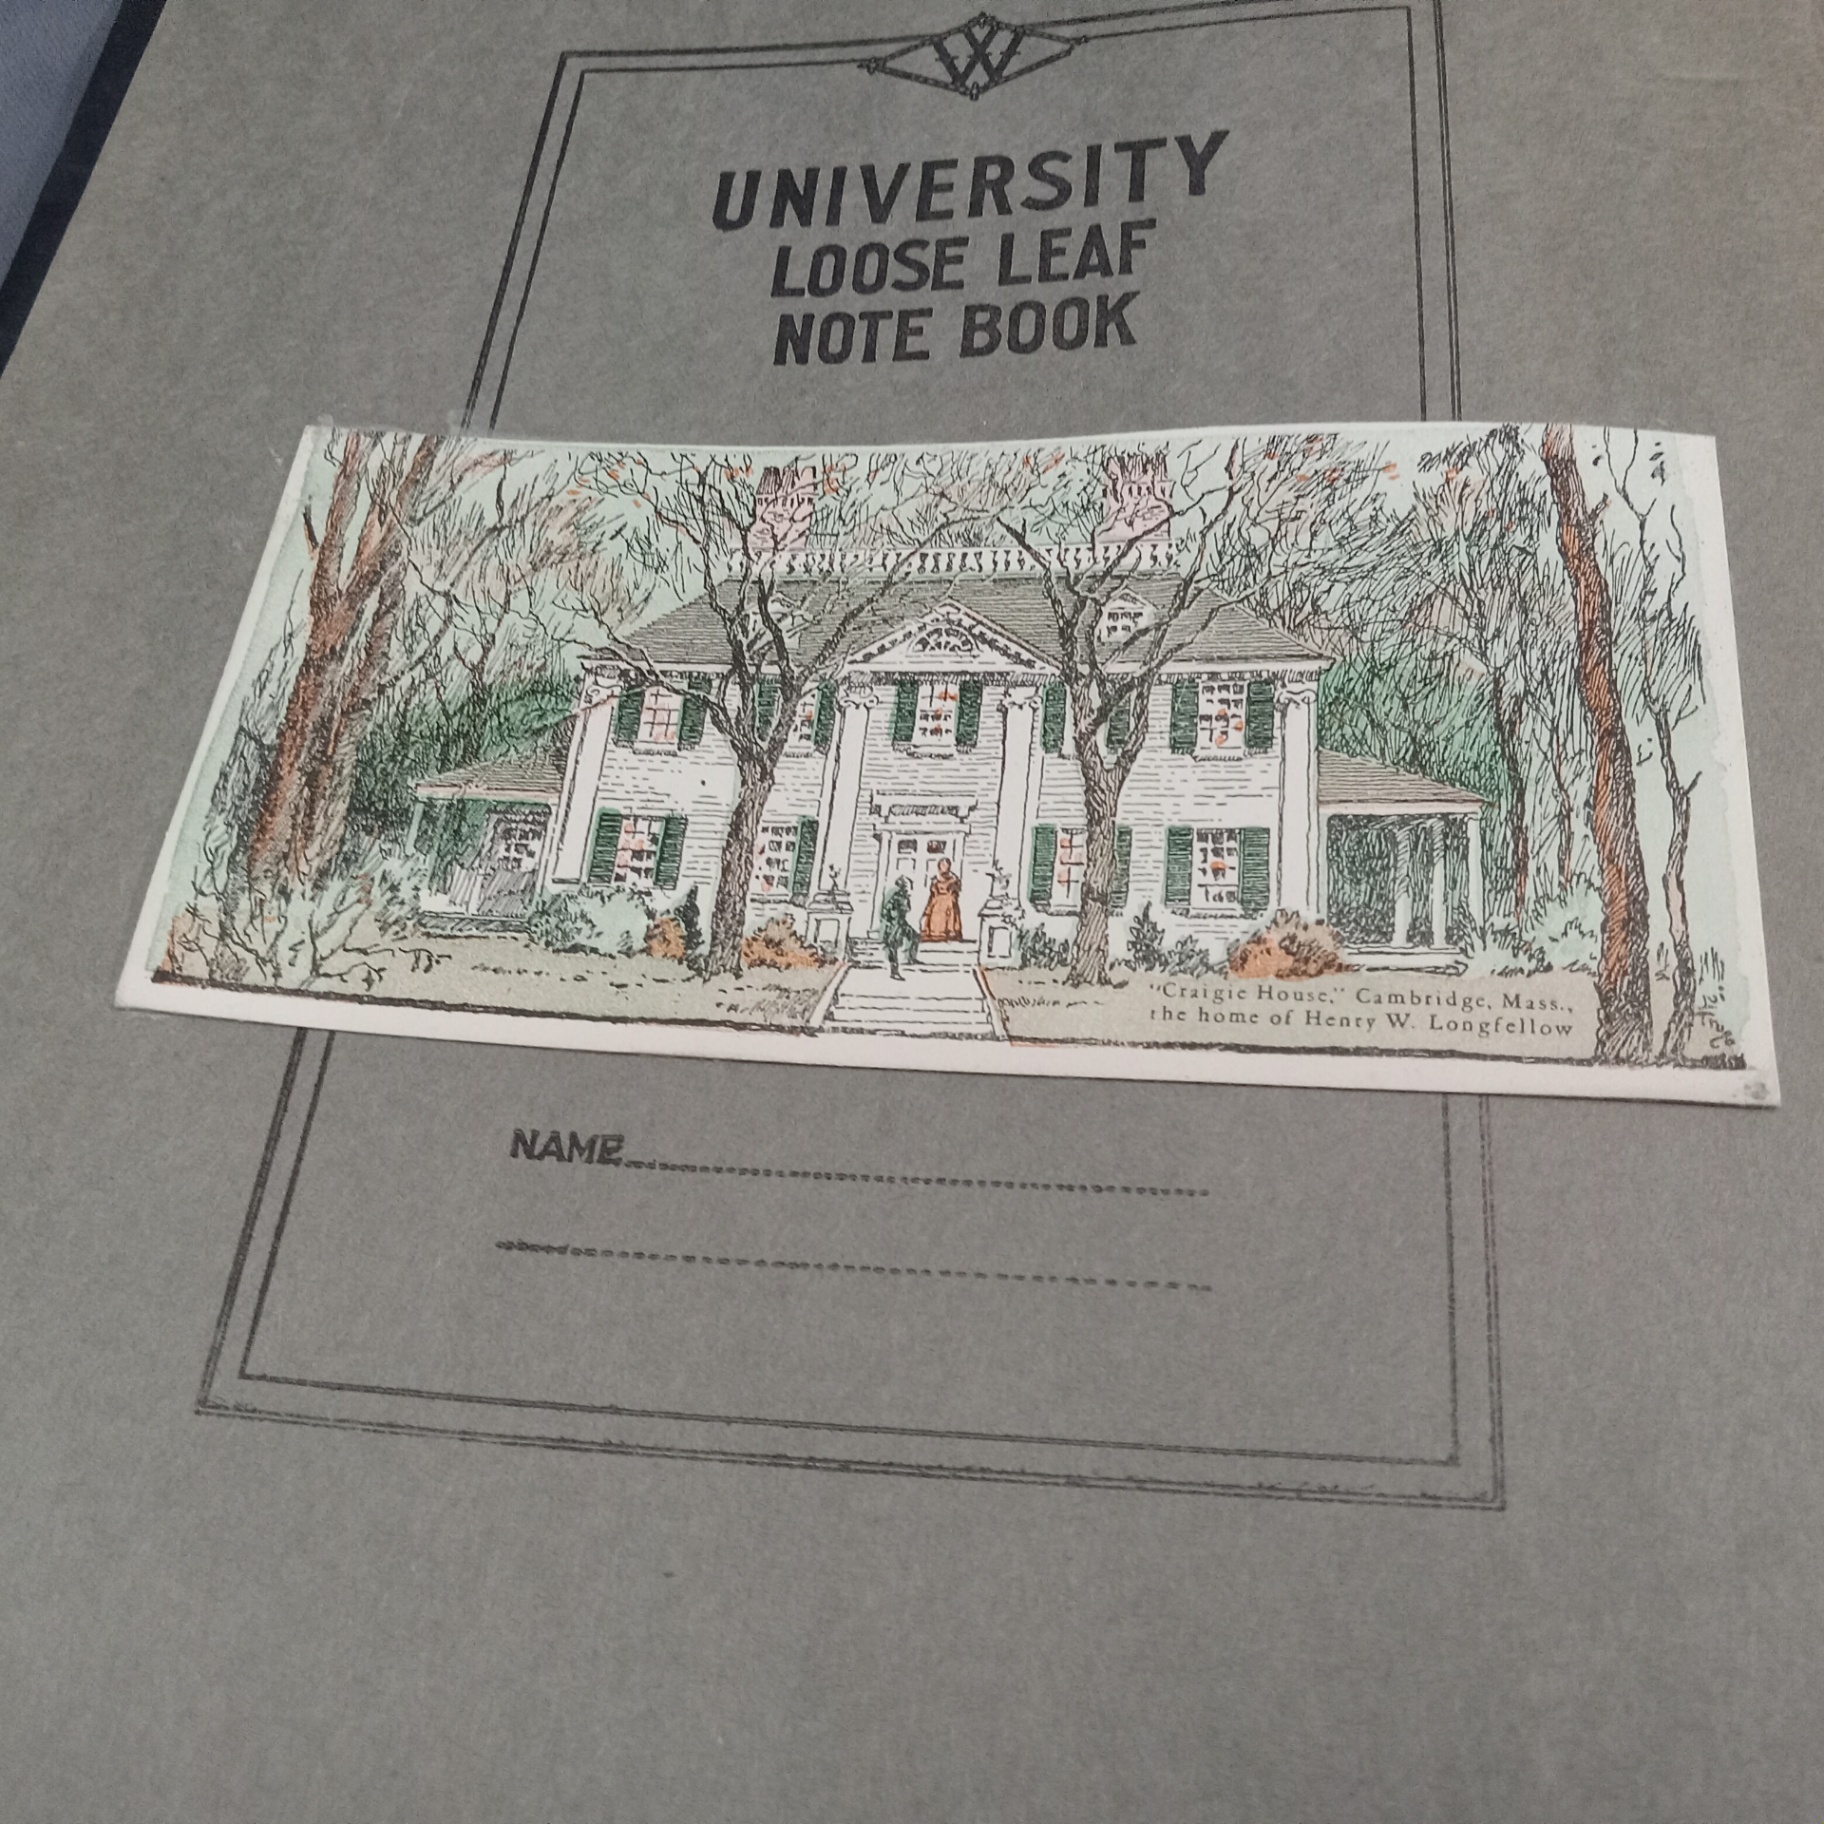 W
UNIVERSITY
LOOSE LEAF
NOTE BOOK
"Craigie House," Cambridge, Mass.,
the home of Henry W. Longfellow
NAME